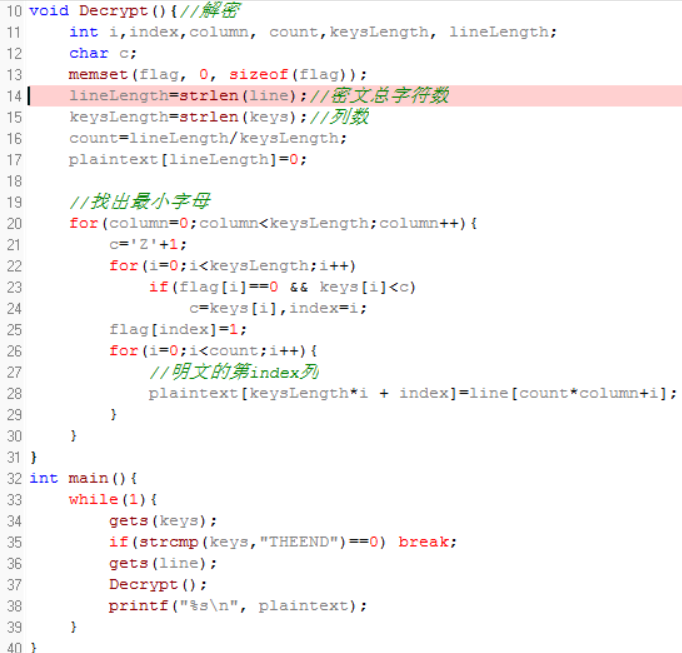 10 void Decrypt(){//解密
11 int i,index,column, count,keysLength, lineLength;
12 char c;
13 memset(flag, 0, sizeof(flag));
14 lineLength=strlen(line);//密文总字符数
15 keysLength=strlen(keys);//列数
16 count=lineLength/keysLength;
17 plaintext[lineLength]=0;
18
19 //找出最小字母
20 for(column=0;column<keysLength;column++){
21 c='Z'+1;
22 for(i=0;i<keysLength;i++)
23 if(flag[i]==0 && keys[i]<c)
24 c=keys[i],index=i;
25 flag[index]=1;
26 for(i=0;i<count;i++){
27 //明文的第index列
28 plaintext[keysLength*i + index]=line[count*column+i];
29 }
30 }
31 }
32 int main(){
33 while(1){
34 gets(keys);
35 if(strcmp(keys,"THEEND")==0) break;
36 gets(line);
37 Decrypt();
38 printf("%s\n", plaintext);
39 }
40 }